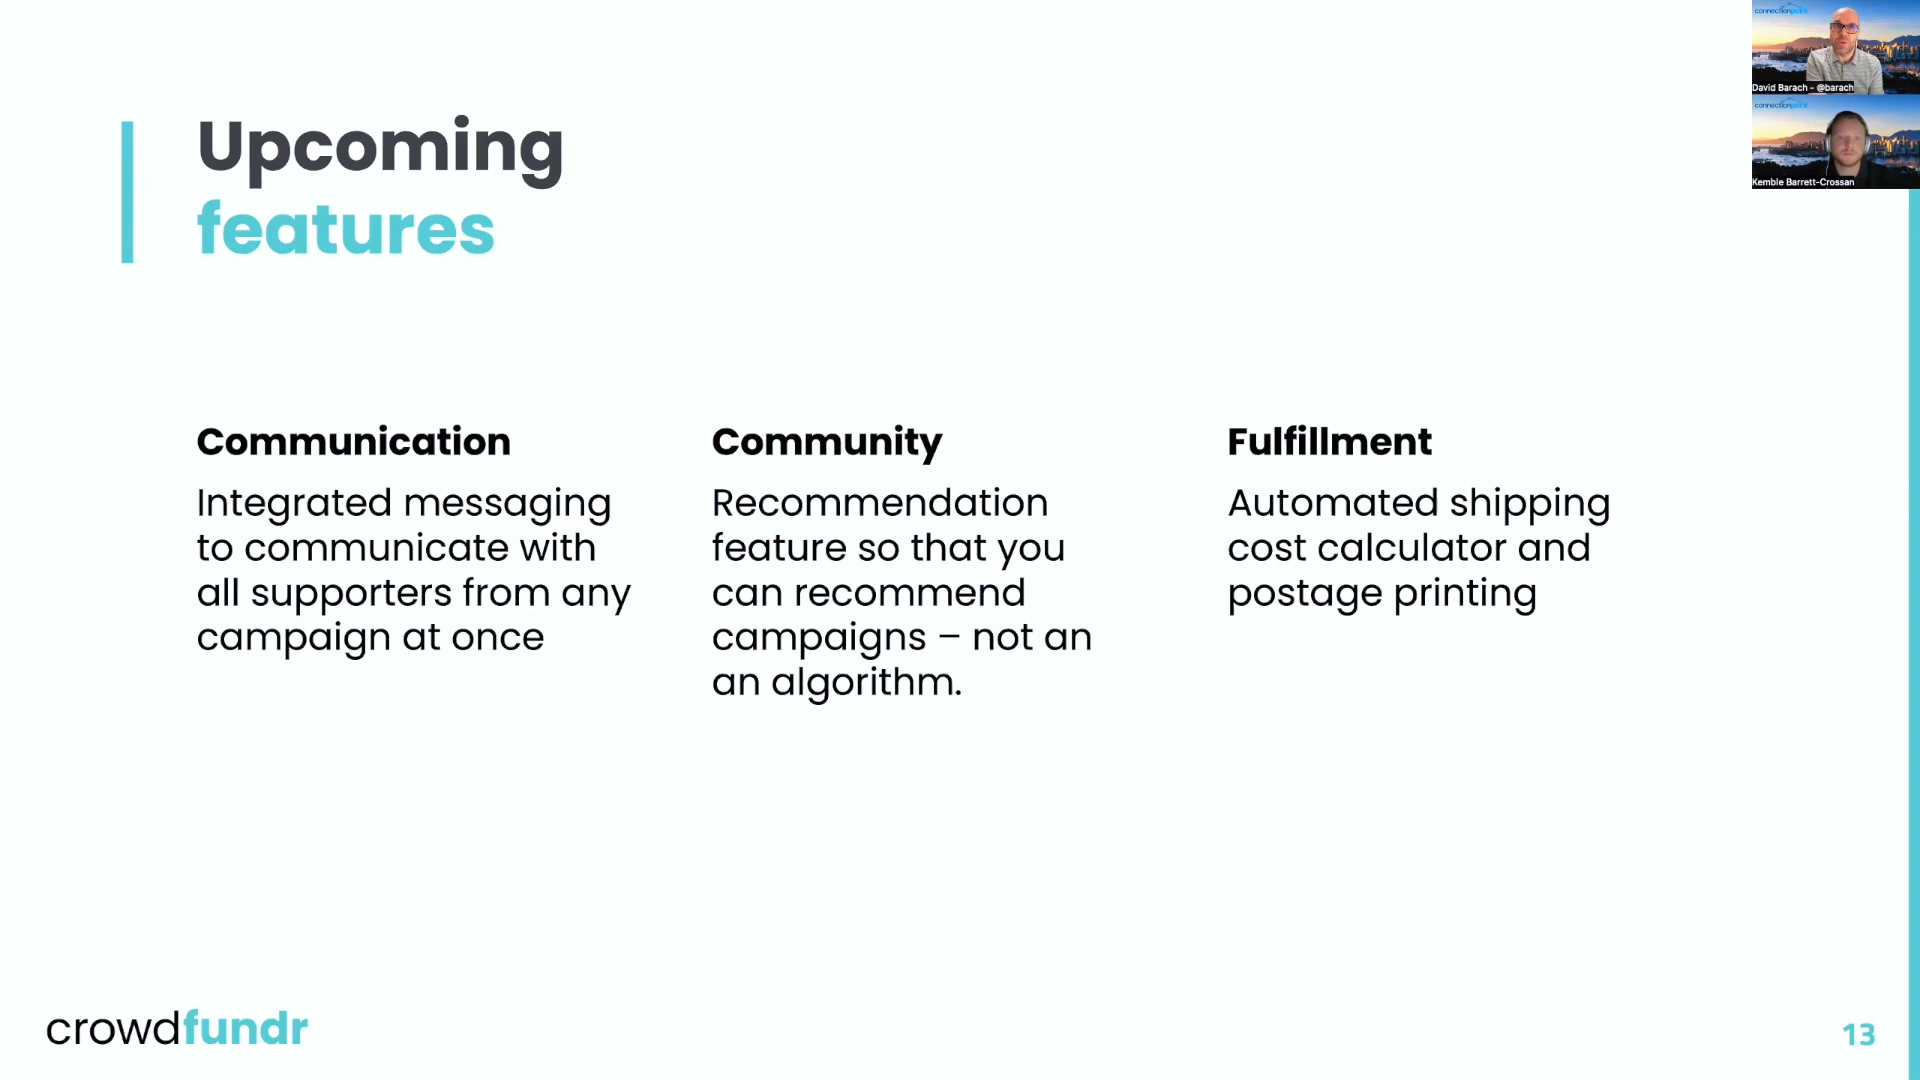 connectionpoint
David Barach - @barach
connectionpoint
Kemble Barrett-Crossan
Upcoming
features
Communication
Integrated messaging
to communicate with
all supporters from any
campaign at once
Community
Recommendation
feature so that you
can recommend
campaigns – not an
an algorithm.
Fulfillment
Automated shipping
cost calculator and
postage printing
crowdfundr
13